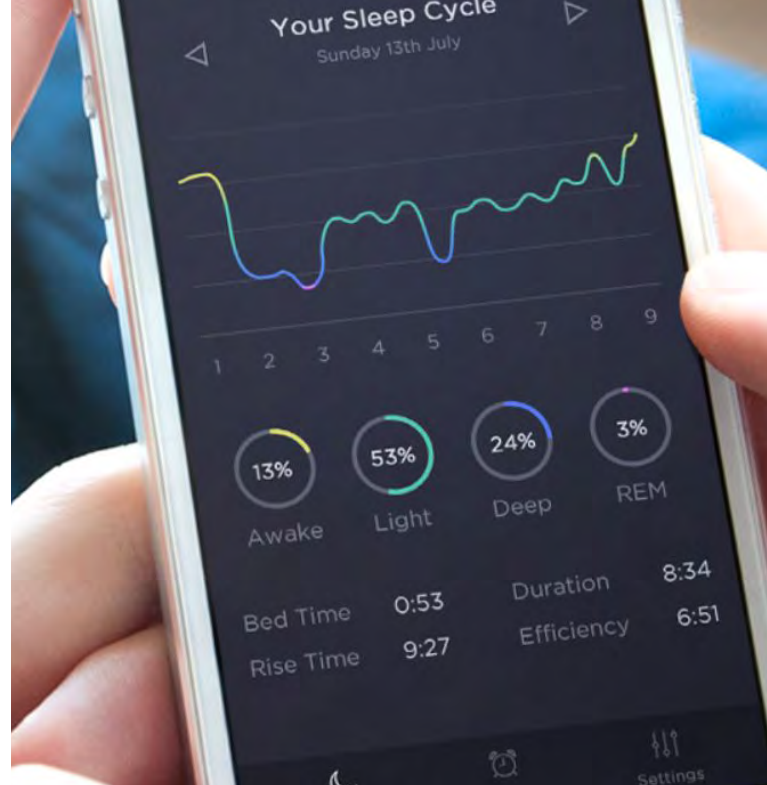 Your Sleep Cycle
Sunday 13th July
1 2 3 4 5 6 7 8 9
13% 53% 24% 3%
Awake Light Deep REM
Bed Time 0:53 Duration 8:34
Rise Time 9:27 Efficiency 6:51
Settings